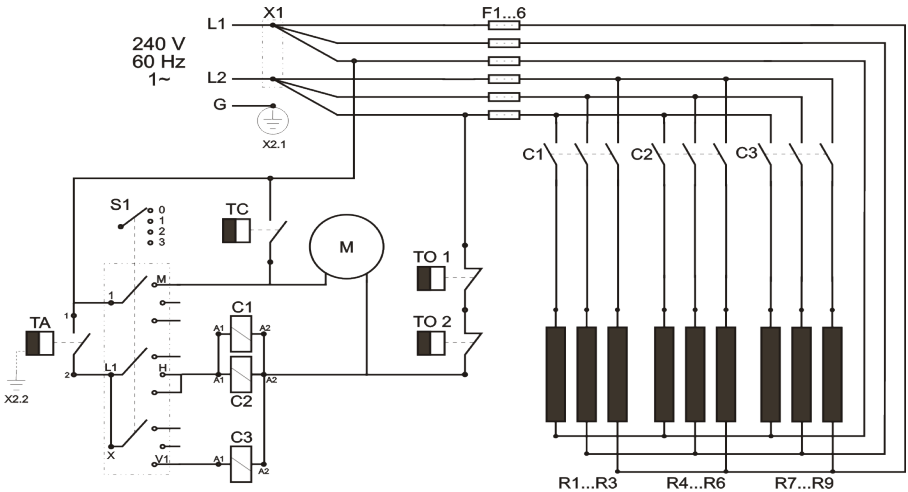 X1
F1...6
L1
240 V
60 Hz
1~
L2
G
X2.1
C1
C2
C3
S1
0
1
2
3
TC
M
TO 1
M
1
1
TA
C1
A1
A2
TO 2
2
L1
H
A1
A2
C2
X2.2
C3
X
V1
A1
A2
R1...R3
R4...R6
R7...R9